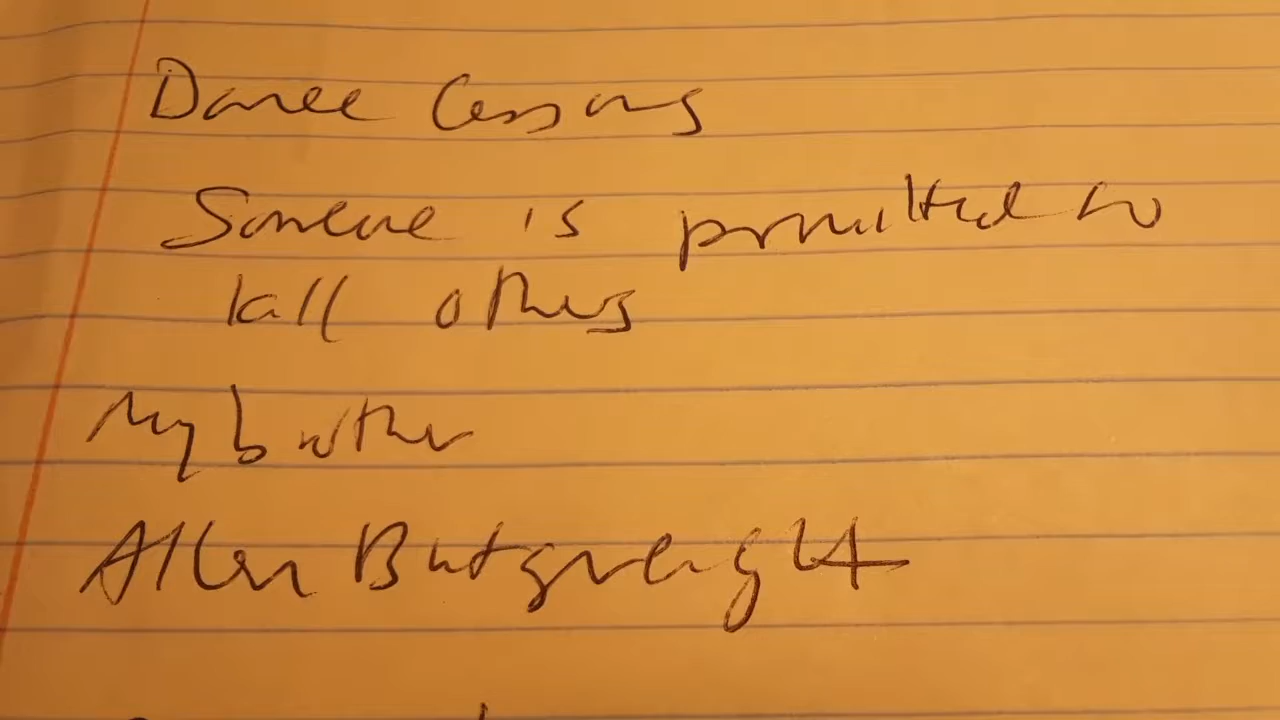 Dance Lessons
Someone is permitted to
kill others
My brother
Allen